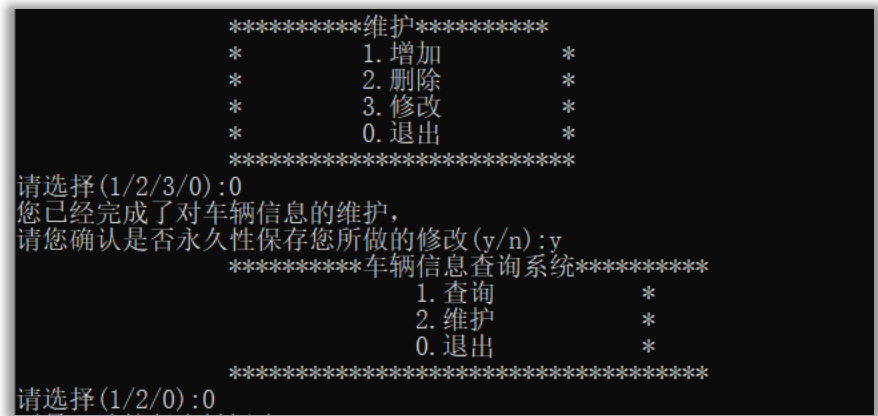 **********维护**********
* 1.增加 *
* 2.删除 *
* 3.修改 *
* 0.退出 *
**************************
请选择(1/2/3/0):0
您已经完成了对车辆信息的维护,
请您确认是否永久性保存您所做的修改(y/n):y
**********车辆信息查询系统**********
1.查询 *
2.维护 *
0.退出 *
************************************
请选择(1/2/0):0